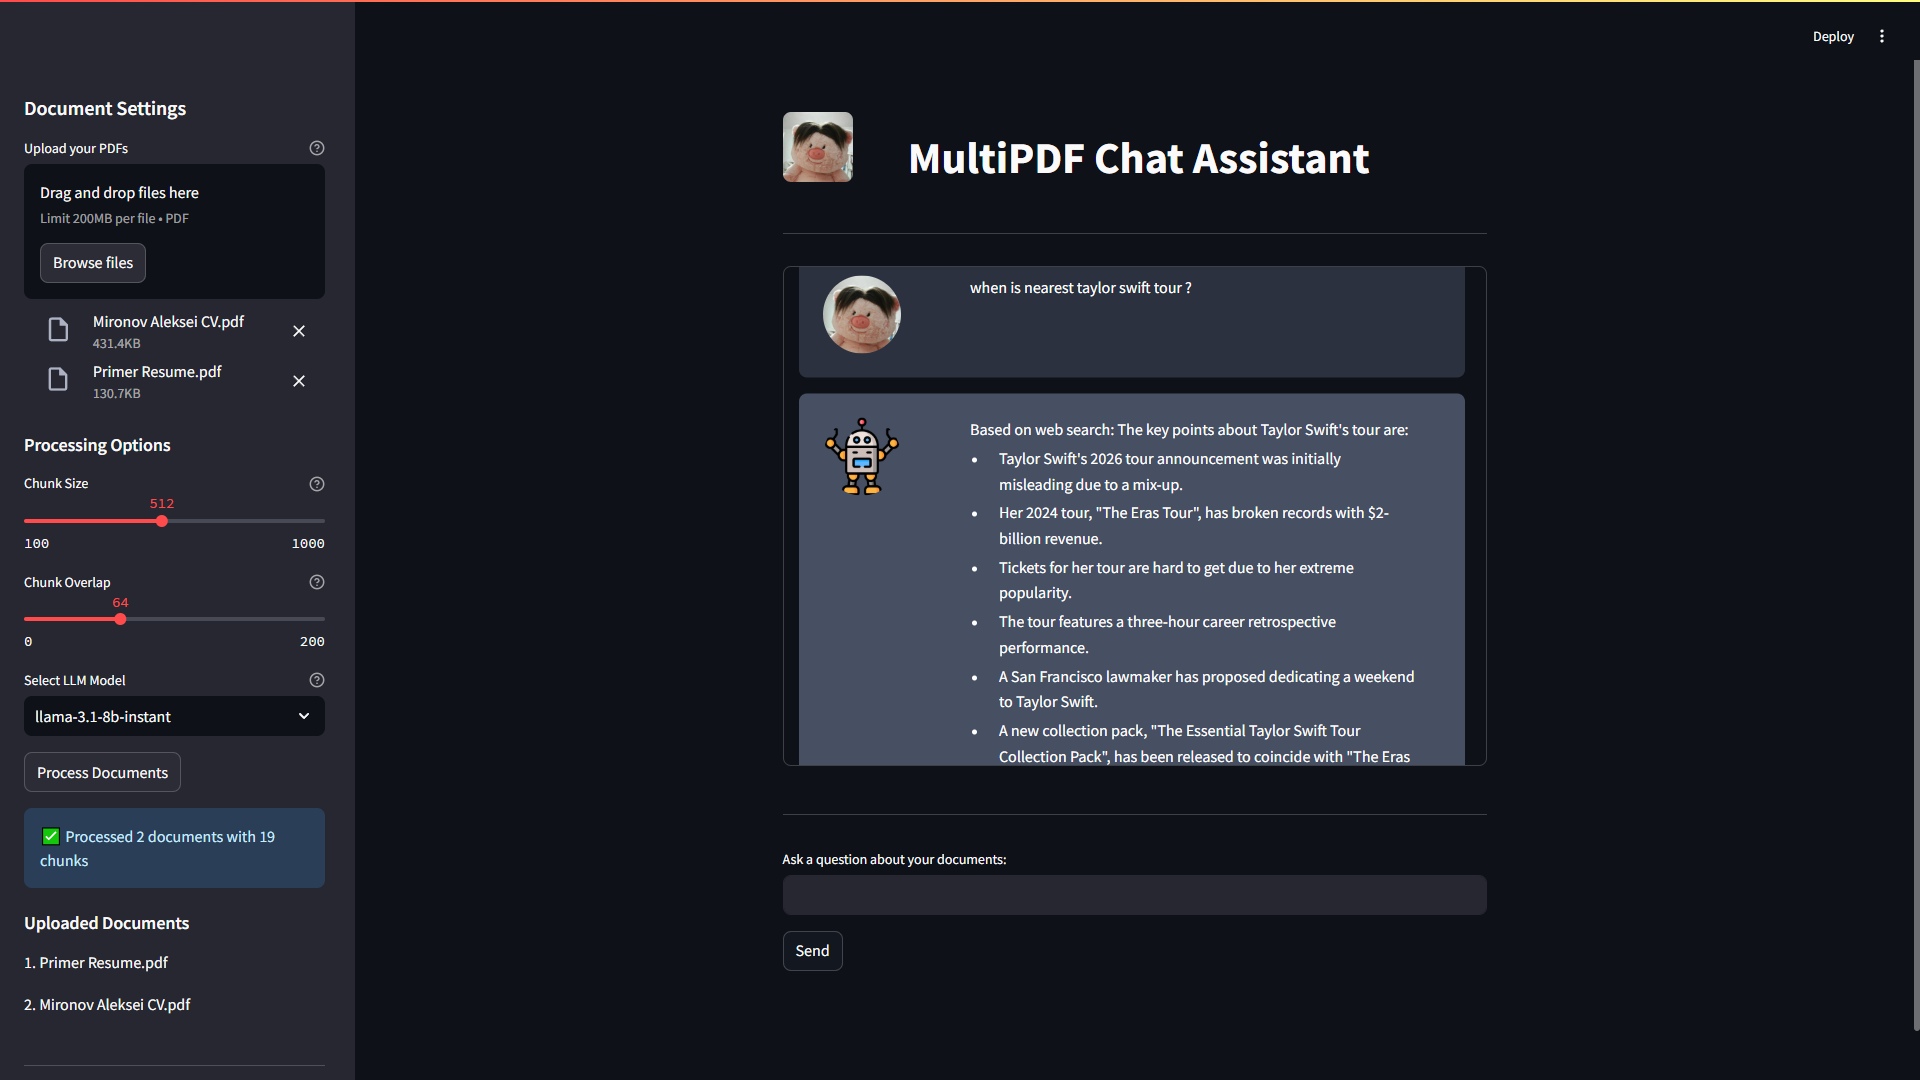 Deploy
Document Settings
Upload your PDFs
Drag and drop files here
Limit 200MB per file • PDF
Browse files
Mironov Aleksei CV.pdf
431.4KB
Primer Resume.pdf
130.7KB
Processing Options
Chunk Size
512
100 1000
Chunk Overlap
64
0 200
Select LLM Model
llama-3.1-8b-instant
Process Documents
✅ Processed 2 documents with 19
chunks
Uploaded Documents
1. Primer Resume.pdf
2. Mironov Aleksei CV.pdf
MultiPDF Chat Assistant
when is nearest taylor swift tour ?
Based on web search: The key points about Taylor Swift's tour are:
• Taylor Swift's 2026 tour announcement was initially
misleading due to a mix-up.
• Her 2024 tour, "The Eras Tour", has broken records with $2-
billion revenue.
• Tickets for her tour are hard to get due to her extreme
popularity.
• The tour features a three-hour career retrospective
performance.
• A San Francisco lawmaker has proposed dedicating a weekend
to Taylor Swift.
• A new collection pack, "The Essential Taylor Swift Tour
Collection Pack", has been released to coincide with "The Eras
Ask a question about your documents:
Send